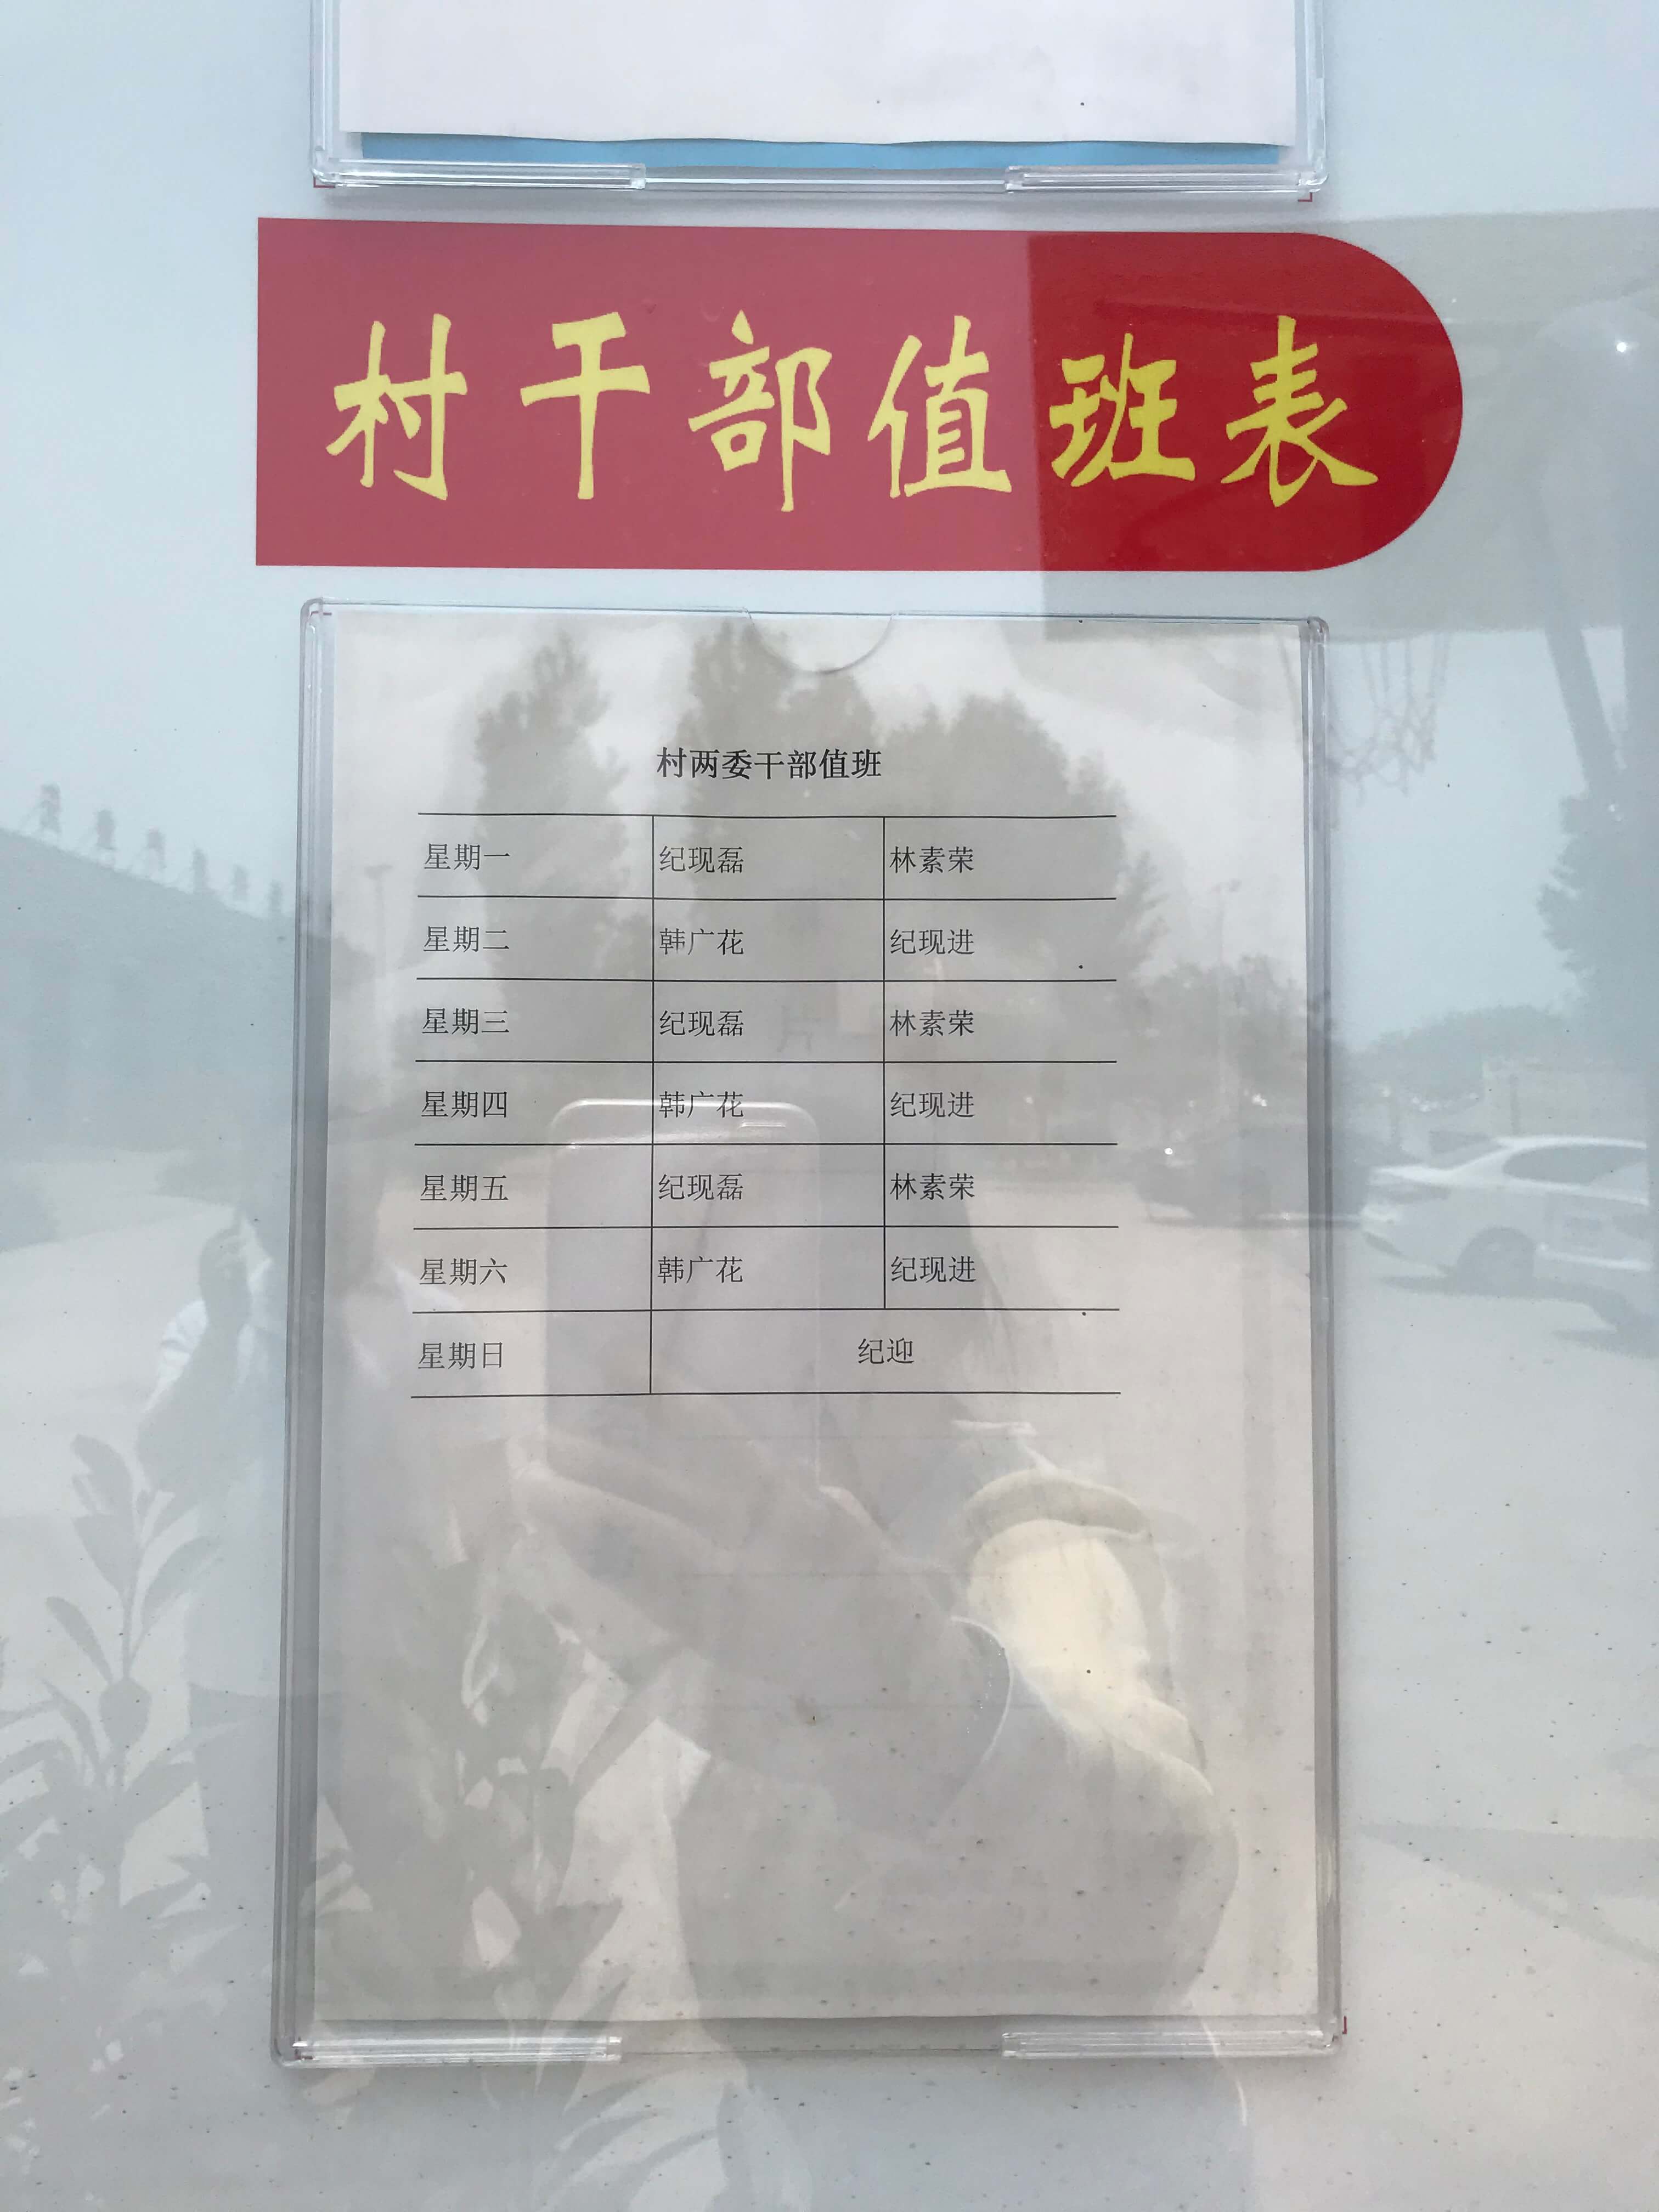 村干部值班表
村两委干部值班
星期一 纪现磊 林素荣
星期二 韩广花 纪现进
星期三 纪现磊 林素荣
星期四 韩广花 纪现进
星期五 纪现磊 林素荣
星期六 韩广花 纪现进
星期日 纪迎